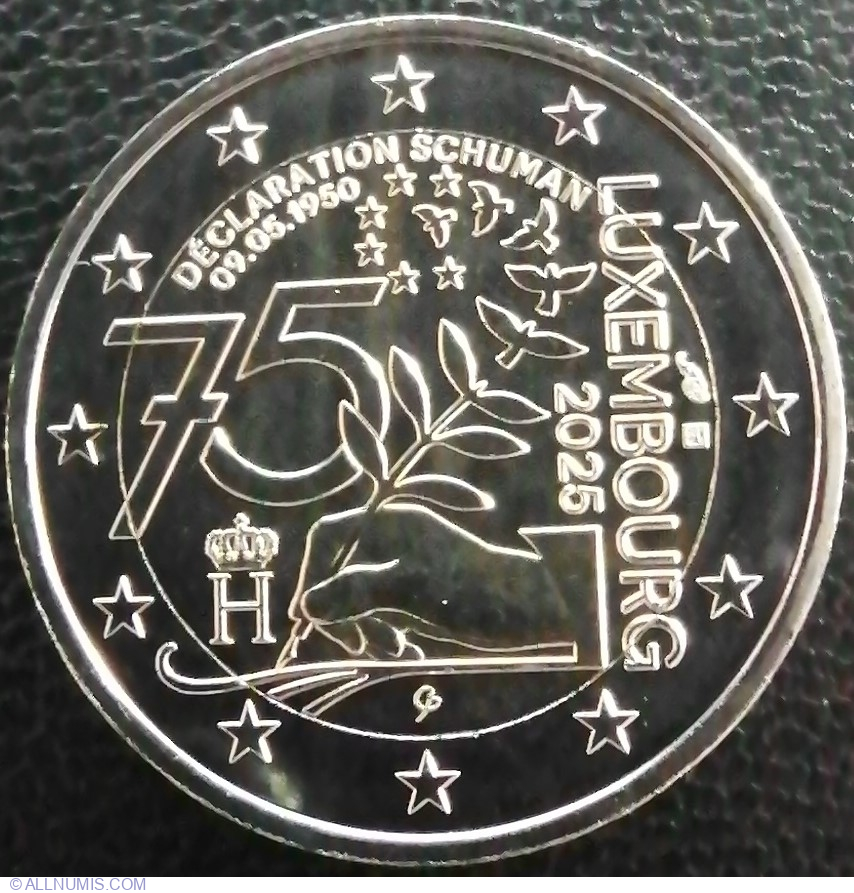 DÉCLARATION SCHUMAN
09.05.1950
75
LUXEMBOURG
2025
H
©ALLNUMIS.COM